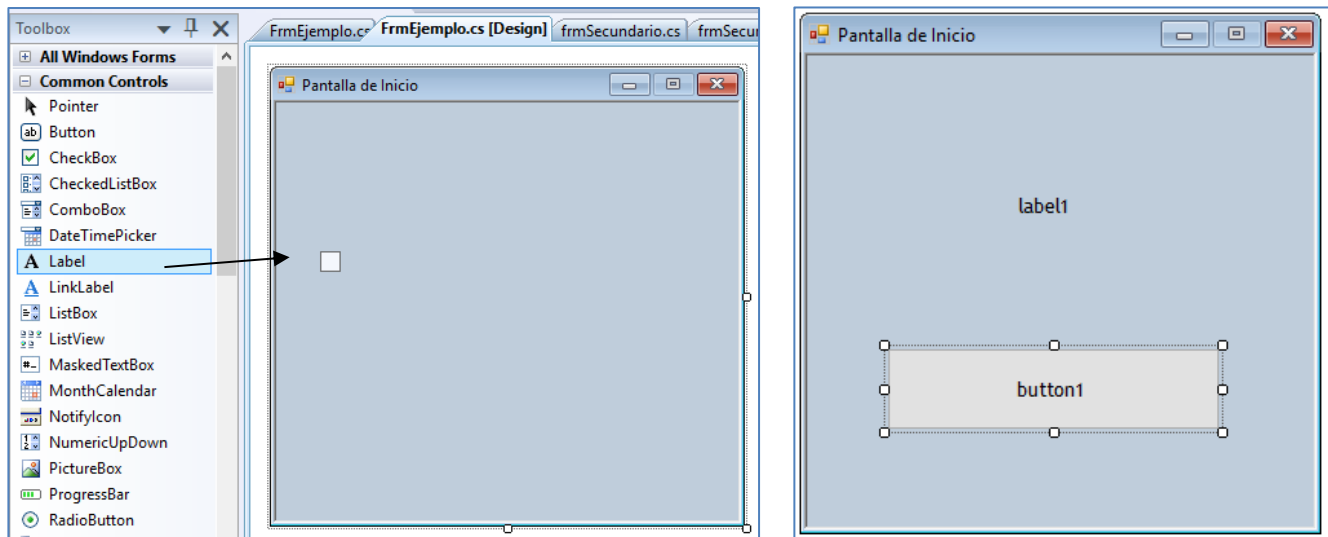 Toolbox
All Windows Forms
Common Controls
Pointer
Button
CheckBox
CheckedListBox
ComboBox
DateTimePicker
A Label
A LinkLabel
ListBox
ListView
MaskedTextBox
MonthCalendar
NotifyIcon
NumericUpDown
PictureBox
ProgressBar
RadioButton
FrmEjemplo.cs FrmEjemplo.cs [Design] frmSecundario.cs frmSecu
Pantalla de Inicio
Pantalla de Inicio
label1
button1